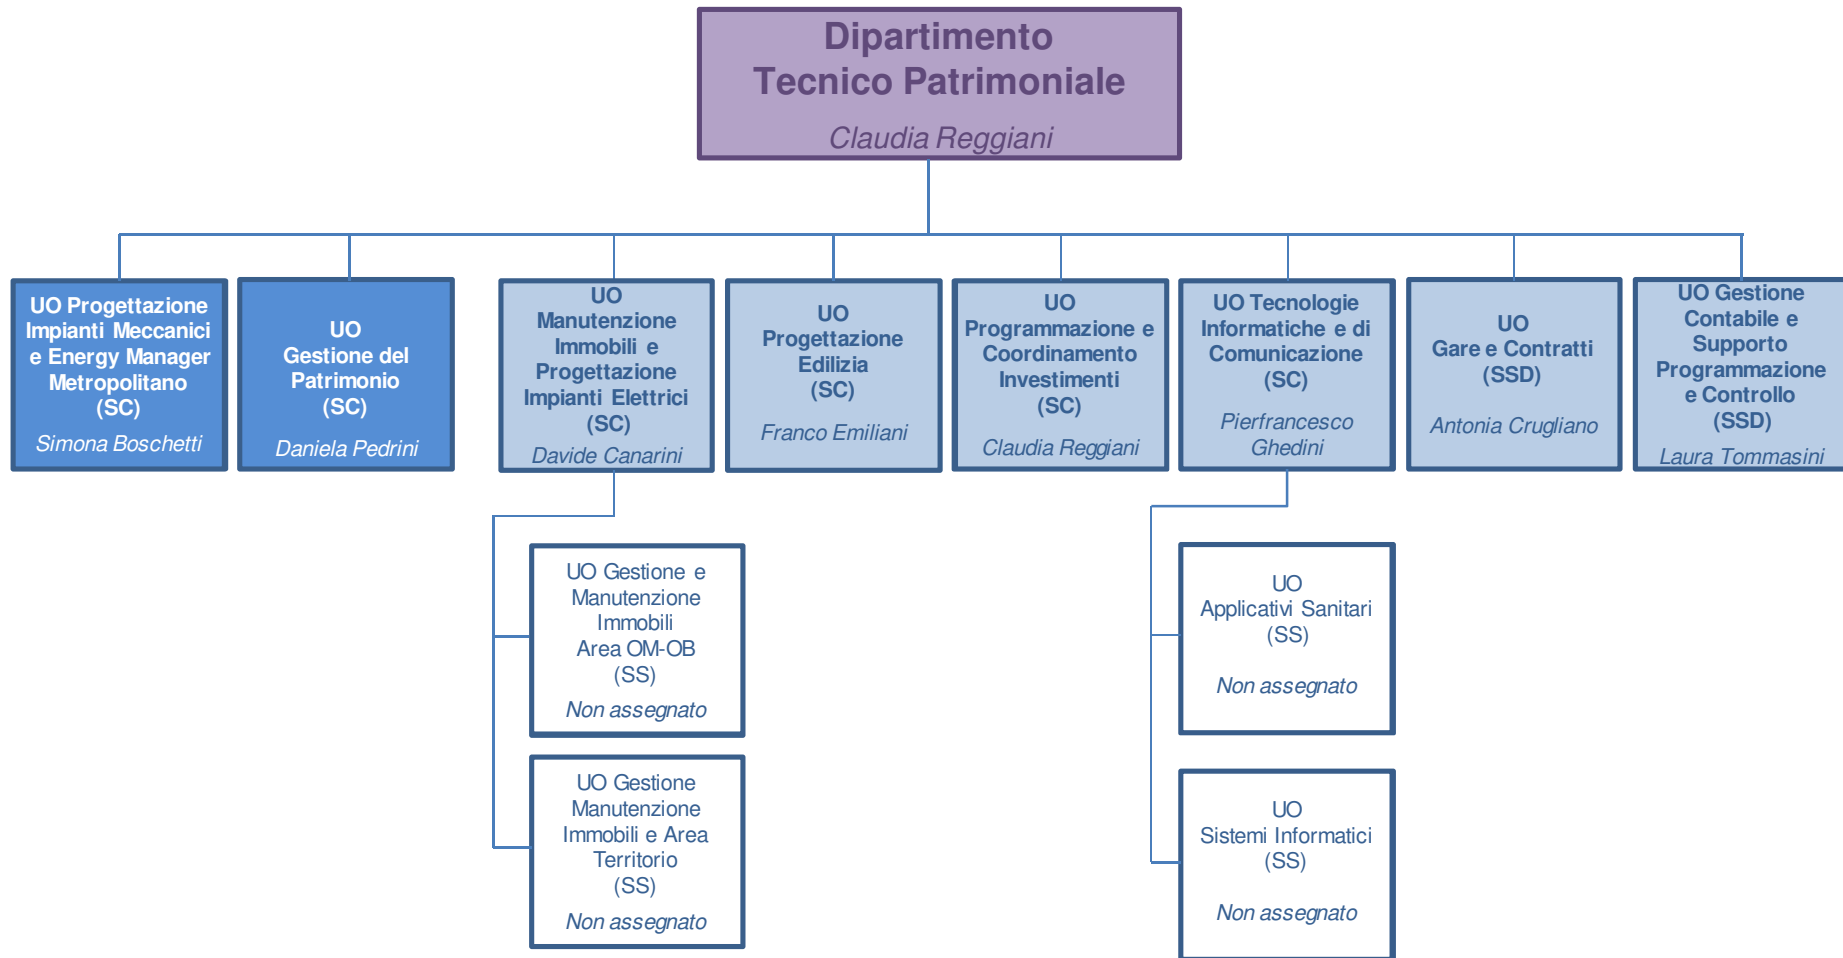 Dipartimento
Tecnico Patrimoniale
Claudia Reggiani
UO Progettazione
Impianti Meccanici
e Energy Manager
Metropolitano
(SC)
Simona Boschetti
UO
Gestione del
Patrimonio
(SC)
Daniela Pedrini
UO
Manutenzione
Immobili e
Progettazione
Impianti Elettrici
(SC)
Davide Canarini
UO
Progettazione
Edilizia
(SC)
Franco Emiliani
UO
Programmazione e
Coordinamento
Investimenti
(SC)
Claudia Reggiani
UO Tecnologie
Informatiche e di
Comunicazione
(SC)
Pierfrancesco
Ghedini
UO
Gare e Contratti
(SSD)
Antonia Crugliano
UO Gestione
Contabile e
Supporto
Programmazione
e Controllo
(SSD)
Laura Tommasini
UO Gestione e
Manutenzione
Immobili
Area OM-OB
(SS)
Non assegnato
UO Gestione
Manutenzione
Immobili e Area
Territorio
(SS)
Non assegnato
UO
Applicativi Sanitari
(SS)
Non assegnato
UO
Sistemi Informatici
(SS)
Non assegnato